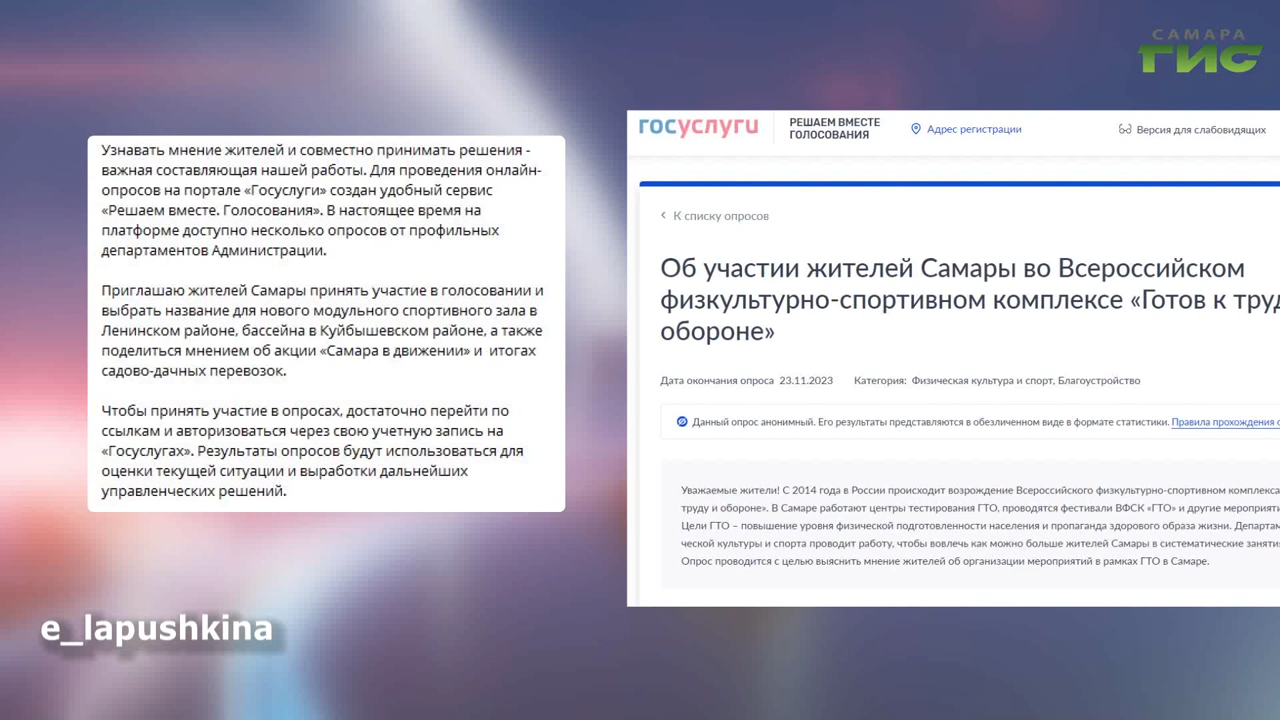 САМАРА
ГИС
Узнавать мнение жителей и совместно принимать решения -
важная составляющая нашей работы. Для проведения онлайн-
опросов на портале «Госуслуги» создан удобный сервис
«Решаем вместе. Голосования». В настоящее время на
платформе доступно несколько опросов от профильных
департаментов Администрации.
Приглашаю жителей Самары принять участие в голосовании и
выбрать название для нового модульного спортивного зала в
Ленинском районе, бассейна в Куйбышевском районе, а также
поделиться мнением об акции «Самара в движении» и итогах
садово-дачных перевозок.
Чтобы принять участие в опросах, достаточно перейти по
ссылкам и авторизоваться через свою учетную запись на
«Госуслугах». Результаты опросов будут использоваться для
оценки текущей ситуации и выработки дальнейших
управленческих решений.
e_lapushkina
госуслуги
РЕШАЕМ ВМЕСТЕ
ГОЛОСОВАНИЯ
Адрес регистрации
Версия для слабовидящих
К списку опросов
Об участии жителей Самары во Всероссийском
физкультурно-спортивном комплексе «Готов к труд
обороне»
Дата окончания опроса 23.11.2023 Категория: Физическая культура и спорт, Благоустройство
Данный опрос анонимный. Его результаты представляются в обезличенном виде в формате статистики. Правила прохождения о
Уважаемые жители! С 2014 года в России происходит возрождение Всероссийского физкультурно-спортивного комплекса
труду и обороне». В Самаре работают центры тестирования ГТО, проводятся фестивали ВФСК «ГТО» и другие мероприяти
Цели ГТО – повышение уровня физической подготовленности населения и пропаганда здорового образа жизни. Департам
ческой культуры и спорта проводит работу, чтобы вовлечь как можно больше жителей Самары в систематические заняти
Опрос проводится с целью выяснить мнение жителей об организации мероприятий в рамках ГТО в Самаре.